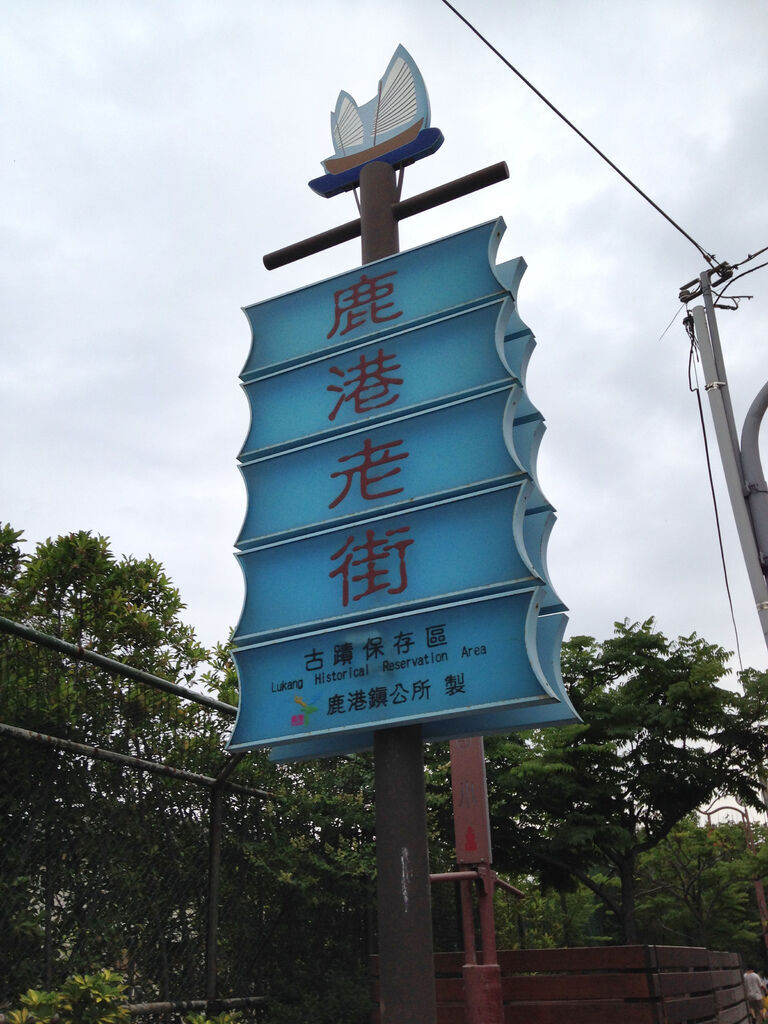 鹿
港
老
街
古蹟保存區
Lukang Historical Reservation Area
鹿港鎮公所 製